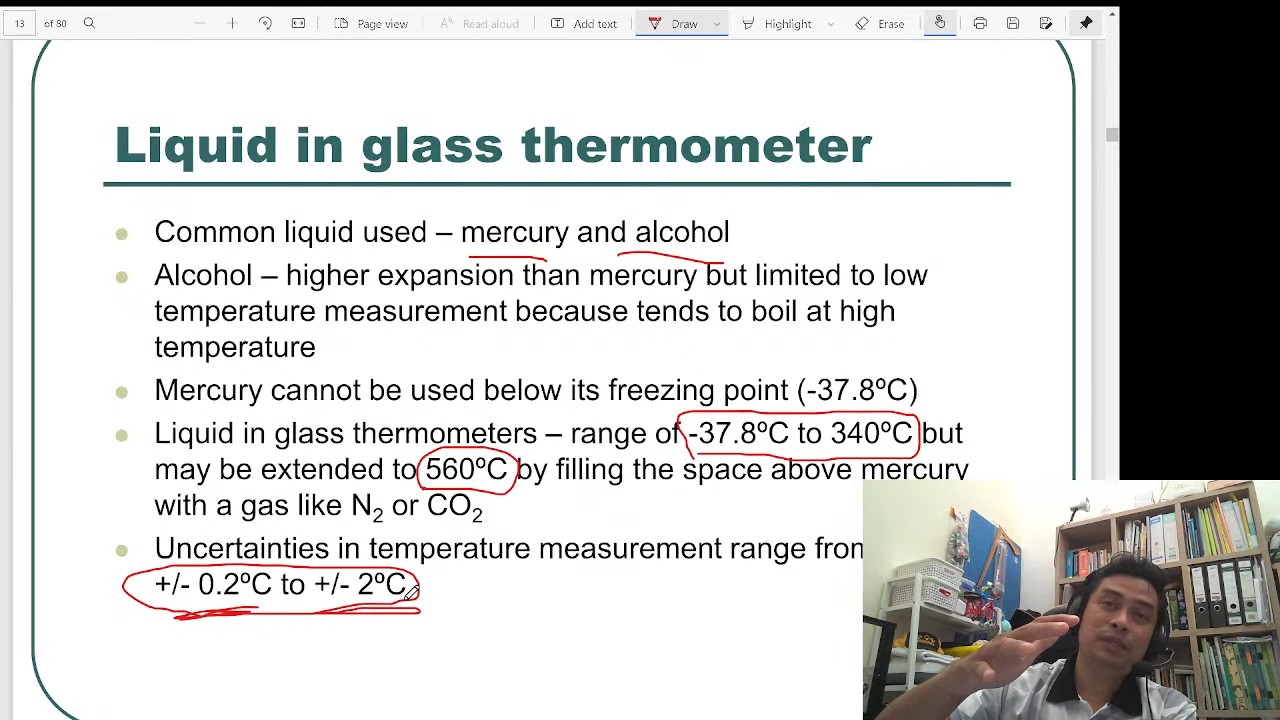 13 of 80 Page view Read aloud Add text Draw Highlight Erase
Liquid in glass thermometer
Common liquid used – mercury and alcohol
Alcohol – higher expansion than mercury but limited to low
temperature measurement because tends to boil at high
temperature
Mercury cannot be used below its freezing point (-37.8ºC)
Liquid in glass thermometers – range of -37.8ºC to 340ºC but
may be extended to 560ºC by filling the space above mercury
with a gas like N2 or CO2
Uncertainties in temperature measurement range from
+/- 0.2ºC to +/- 2ºC